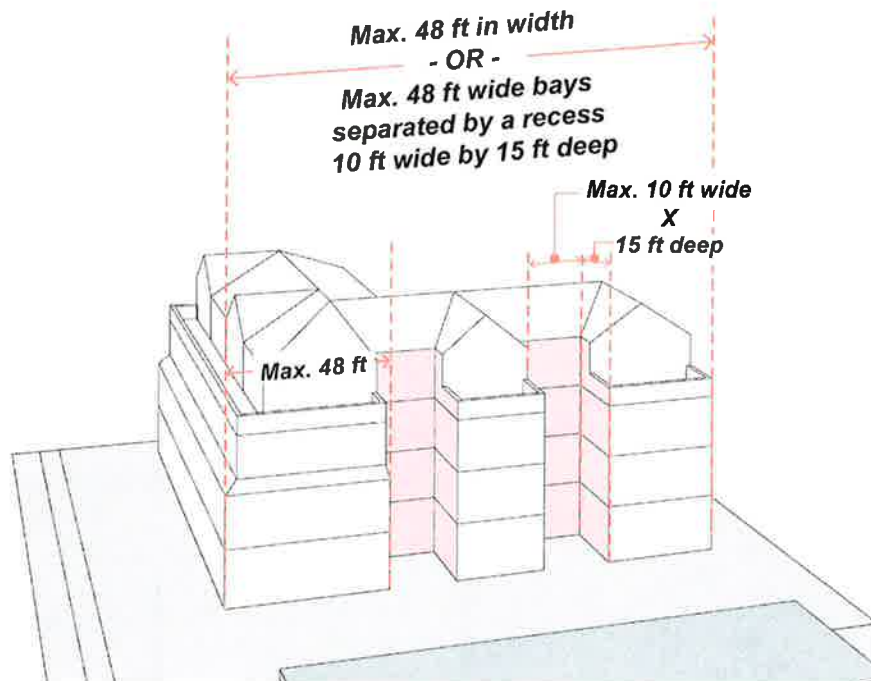 Max. 48 ft in width
- OR -
Max. 48 ft wide bays
separated by a recess
10 ft wide by 15 ft deep
Max. 10 ft wide
X
15 ft deep
Max. 48 ft